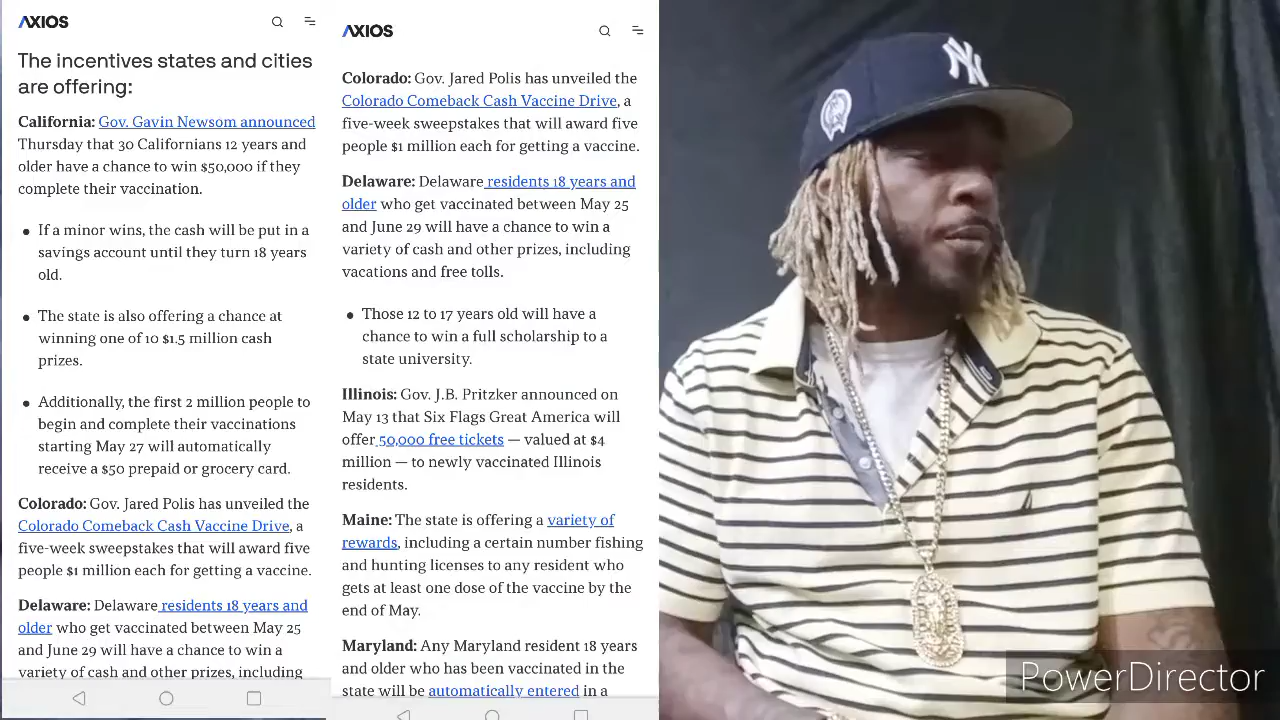 AXIOS
The incentives states and cities
are offering:
California: Gov. Gavin Newsom announced
Thursday that 30 Californians 12 years and
older have a chance to win $50,000 if they
complete their vaccination.
• If a minor wins, the cash will be put in a
savings account until they turn 18 years
old.
• The state is also offering a chance at
winning one of 10 $1.5 million cash
prizes.
• Additionally, the first 2 million people to
begin and complete their vaccinations
starting May 27 will automatically
receive a $50 prepaid or grocery card.
Colorado: Gov. Jared Polis has unveiled the
Colorado Comeback Cash Vaccine Drive, a
five-week sweepstakes that will award five
people $1 million each for getting a vaccine.
Delaware: Delaware residents 18 years and
older who get vaccinated between May 25
and June 29 will have a chance to win a
variety of cash and other prizes, including
AXIOS
Colorado: Gov. Jared Polis has unveiled the
Colorado Comeback Cash Vaccine Drive, a
five-week sweepstakes that will award five
people $1 million each for getting a vaccine.
Delaware: Delaware residents 18 years and
older who get vaccinated between May 25
and June 29 will have a chance to win a
variety of cash and other prizes, including
vacations and free tolls.
• Those 12 to 17 years old will have a
chance to win a full scholarship to a
state university.
Illinois: Gov. J.B. Pritzker announced on
May 13 that Six Flags Great America will
offer 50,000 free tickets — valued at $4
million — to newly vaccinated Illinois
residents.
Maine: The state is offering a variety of
rewards, including a certain number fishing
and hunting licenses to any resident who
gets at least one dose of the vaccine by the
end of May.
Maryland: Any Maryland resident 18 years
and older who has been vaccinated in the
state will be automatically entered in a
NY
PowerDirector